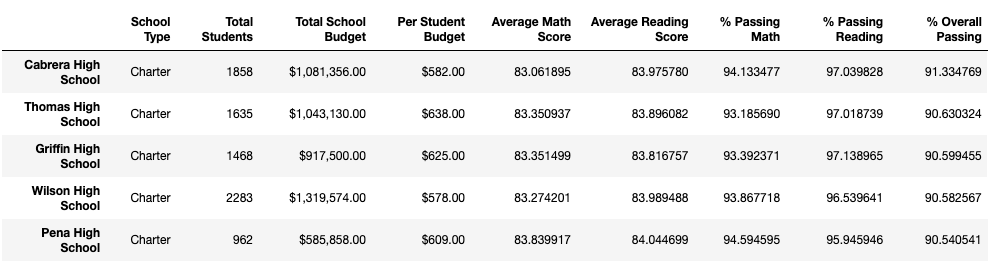 School Type Total Students Total School Budget Per Student Budget Average Math Score Average Reading Score % Passing Math % Passing Reading % Overall Passing
Cabrera High School Charter 1858 $1,081,356.00 $582.00 83.061895 83.975780 94.133477 97.039828 91.334769
Thomas High School Charter 1635 $1,043,130.00 $638.00 83.350937 83.896082 93.185690 97.018739 90.630324
Griffin High School Charter 1468 $917,500.00 $625.00 83.351499 83.816757 93.392371 97.138965 90.599455
Wilson High School Charter 2283 $1,319,574.00 $578.00 83.274201 83.989488 93.867718 96.539641 90.582567
Pena High School Charter 962 $585,858.00 $609.00 83.839917 84.044699 94.594595 95.945946 90.540541